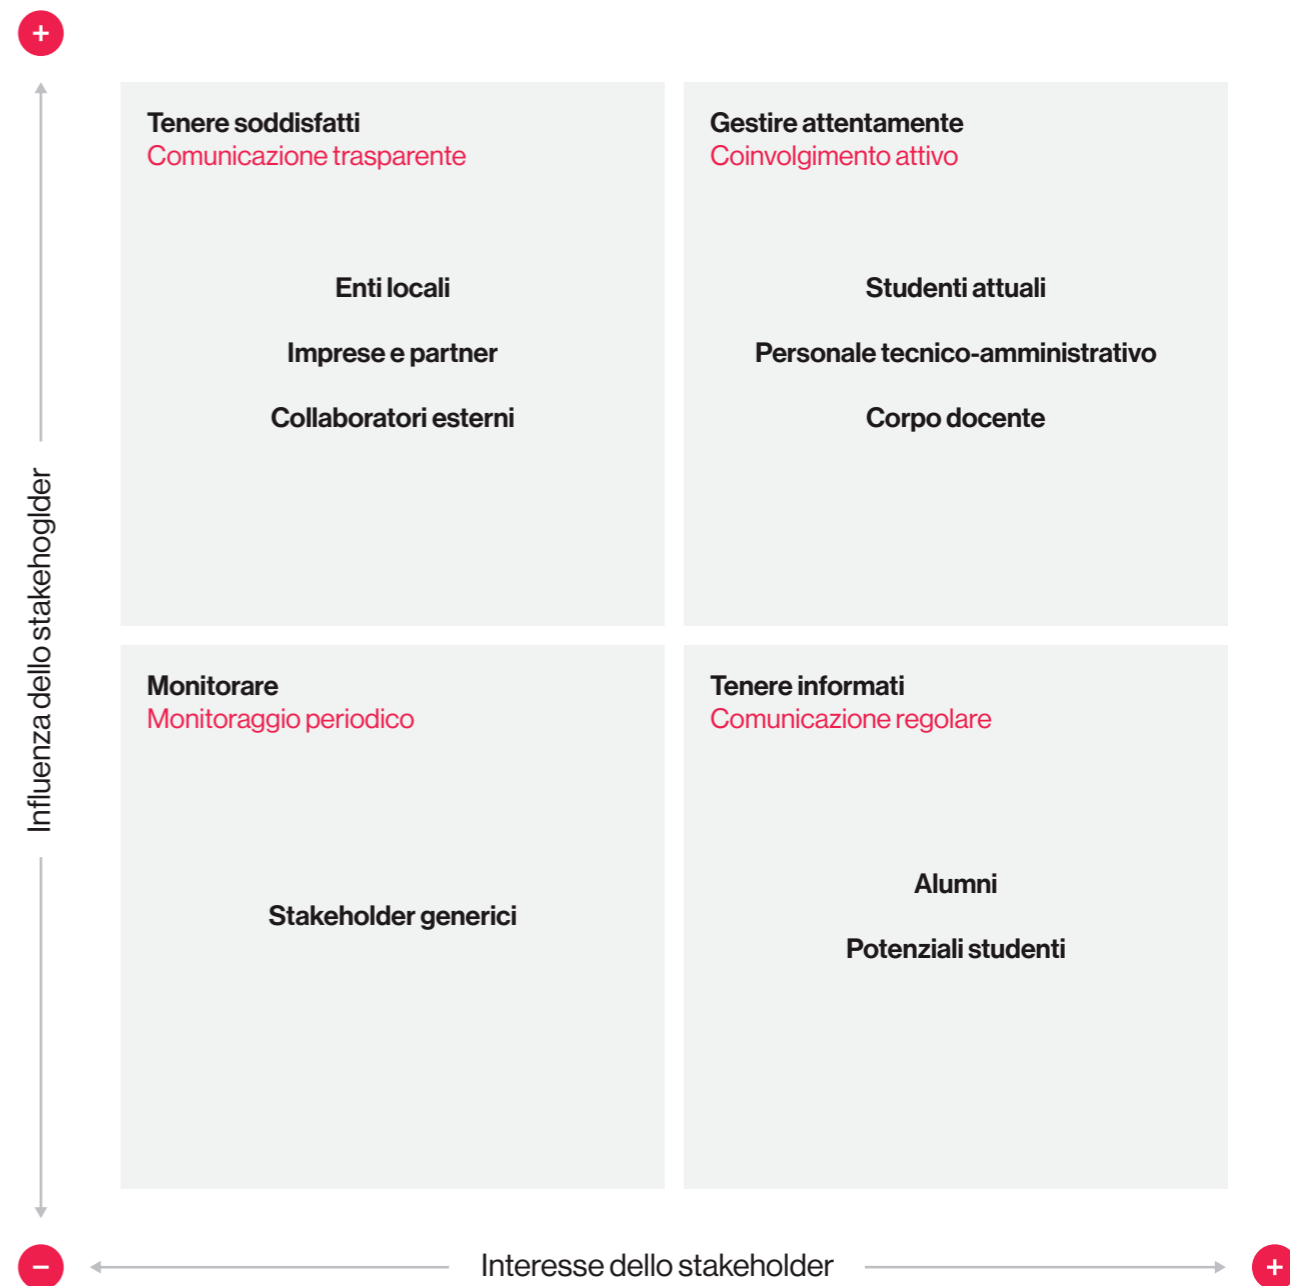 +
Tenere soddisfatti
Comunicazione trasparente
Enti locali
Imprese e partner
Collaboratori esterni
Gestire attentamente
Coinvolgimento attivo
Studenti attuali
Personale tecnico-amministrativo
Corpo docente
Influenza dello stakehoglder
Monitorare
Monitoraggio periodico
Stakeholder generici
Tenere informati
Comunicazione regolare
Alumni
Potenziali studenti
−
Interesse dello stakeholder
+